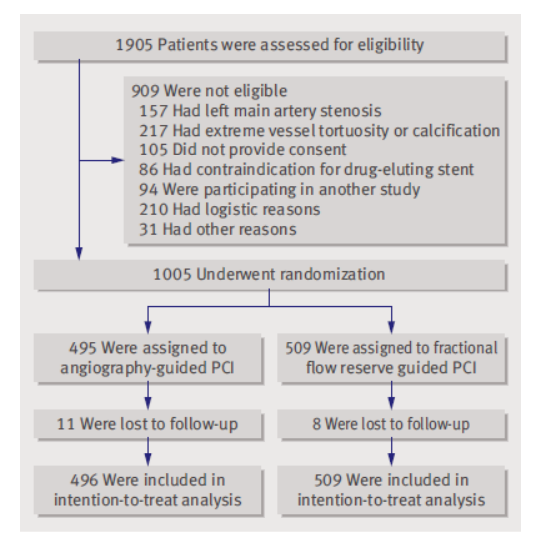 1905 Patients were assessed for eligibility
909 Were not eligible
157 Had left main artery stenosis
217 Had extreme vessel tortuosity or calcification
105 Did not provide consent
86 Had contraindication for drug-eluting stent
94 Were participating in another study
210 Had logistic reasons
31 Had other reasons
1005 Underwent randomization
495 Were assigned to
angiography-guided PCI
509 Were assigned to fractional
flow reserve guided PCI
11 Were lost to follow-up
8 Were lost to follow-up
496 Were included in
intention-to-treat analysis
509 Were included in
intention-to-treat analysis